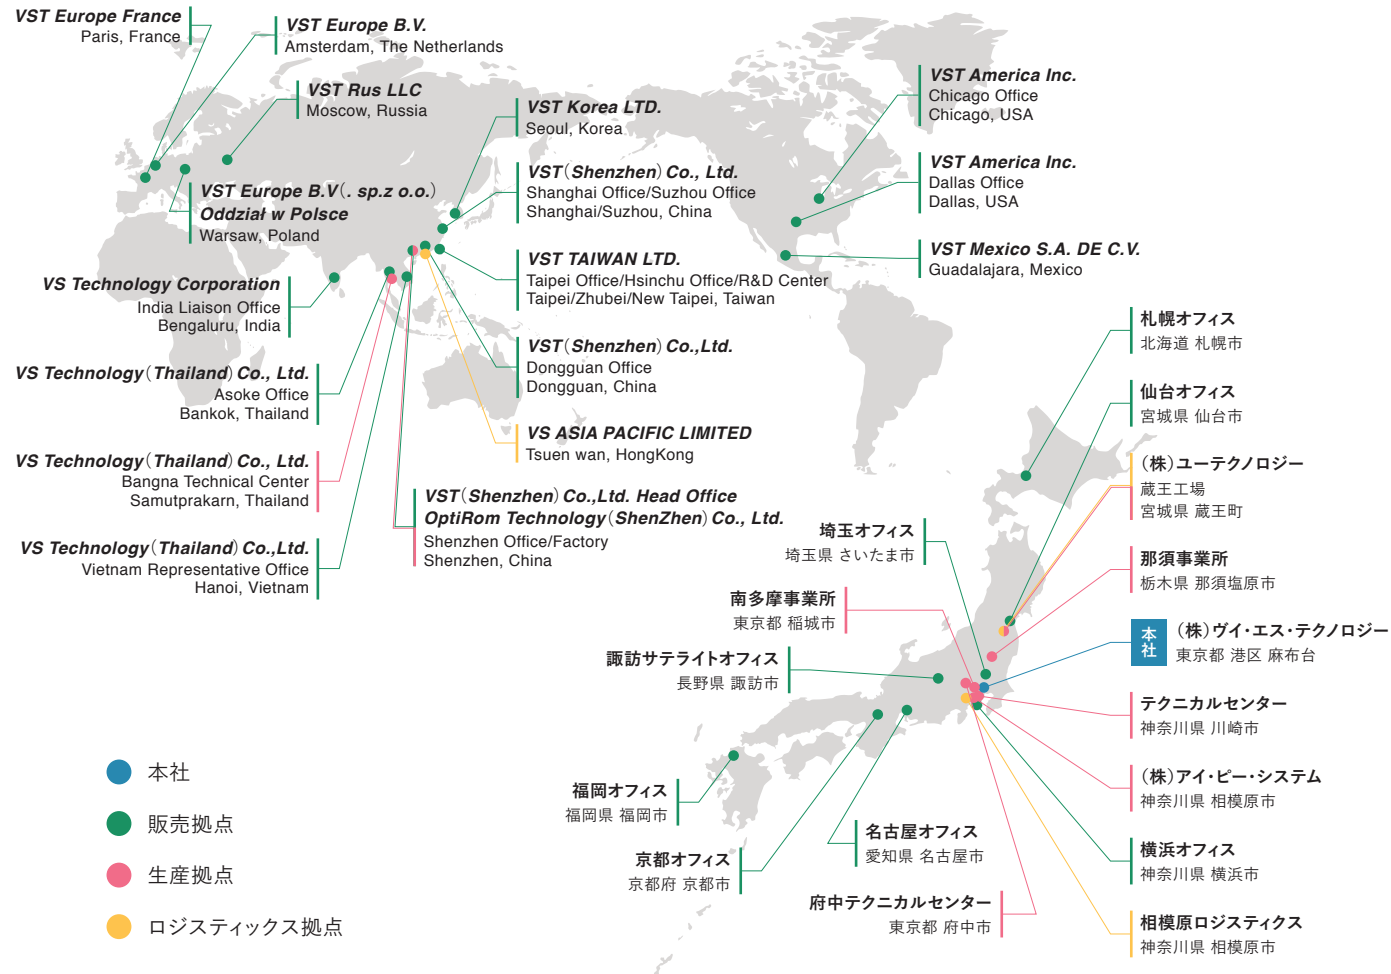 VST Europe France
Paris, France
VST Europe B.V.
Amsterdam, The Netherlands
VST Rus LLC
Moscow, Russia
VST Korea LTD.
Seoul, Korea
VST America Inc.
Chicago Office
Chicago, USA
VST America Inc.
Dallas Office
Dallas, USA
VST(Shenzhen)Co., Ltd.
Shanghai Office/Suzhou Office
Shanghai/Suzhou, China
VST Europe B.V(. sp.z o.o.)
Oddział w Polsce
Warsaw, Poland
VST TAIWAN LTD.
Taipei Office/Hsinchu Office/R&D Center
Taipei/Zhubei/New Taipei, Taiwan
VST Mexico S.A. DE C.V.
Guadalajara, Mexico
VS Technology Corporation
India Liaison Office
Bengaluru, India
VST(Shenzhen)Co.,Ltd.
Dongguan Office
Dongguan, China
VS Technology(Thailand)Co., Ltd.
Asoke Office
Bankok, Thailand
VS ASIA PACIFIC LIMITED
Tsuen wan, HongKong
VS Technology(Thailand)Co., Ltd.
Bangna Technical Center
Samutprakarn, Thailand
VST(Shenzhen)Co.,Ltd. Head Office
OptiRom Technology(ShenZhen)Co., Ltd.
Shenzhen Office/Factory
Shenzhen, China
VS Technology(Thailand)Co.,Ltd.
Vietnam Representative Office
Hanoi, Vietnam
札幌オフィス
北海道 札幌市
仙台オフィス
宮城県 仙台市
(株)ユーテクノロジー
蔵王工場
宮城県 蔵王町
埼玉オフィス
埼玉県 さいたま市
那須事業所
栃木県 那須塩原市
南多摩事業所
東京都 稲城市
本社
(株)ヴイ・エス・テクノロジー
東京都 港区 麻布台
諏訪サテライトオフィス
長野県 諏訪市
テクニカルセンター
神奈川県 川崎市
(株)アイ・ピー・システム
神奈川県 相模原市
福岡オフィス
福岡県 福岡市
名古屋オフィス
愛知県 名古屋市
横浜オフィス
神奈川県 横浜市
京都オフィス
京都府 京都市
府中テクニカルセンター
東京都 府中市
相模原ロジスティクス
神奈川県 相模原市
本社
販売拠点
生産拠点
ロジスティックス拠点